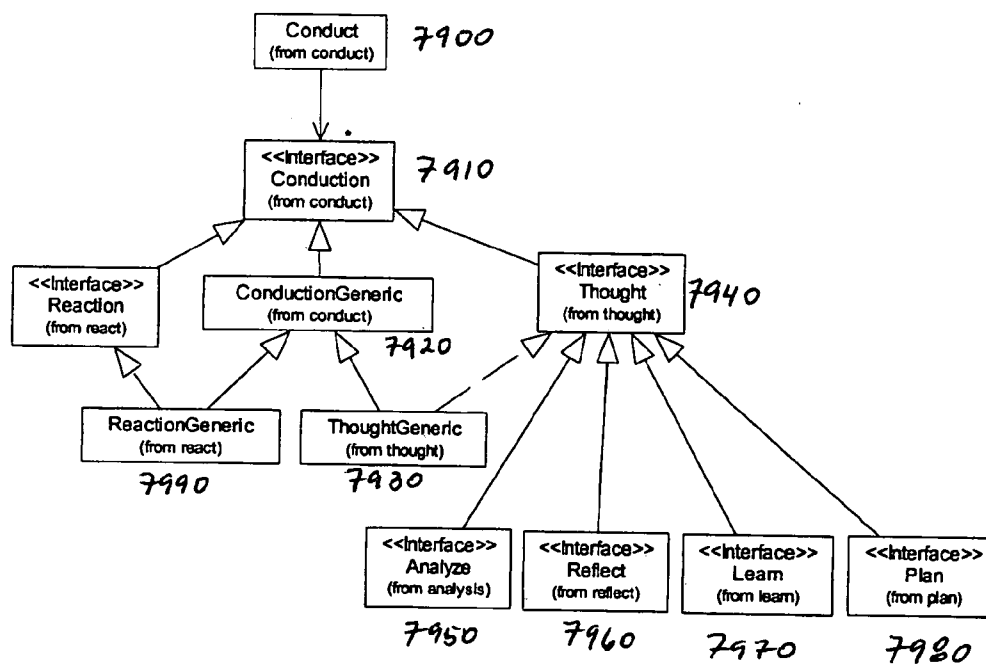 Conduct
(from conduct)
7900
*
<<Interface>>
Conduction
(from conduct)
7910
<<Interface>>
Reaction
(from react)
ConductionGeneric
(from conduct)
7920
<<Interface>>
Thought
(from thought)
7940
ReactionGeneric
(from react)
7990
ThoughtGeneric
(from thought)
7930
<<Interface>>
Analyze
(from analysis)
7950
<<Interface>>
Reflect
(from reflect)
7960
<<Interface>>
Learn
(from learn)
7970
<<Interface>>
Plan
(from plan)
7980